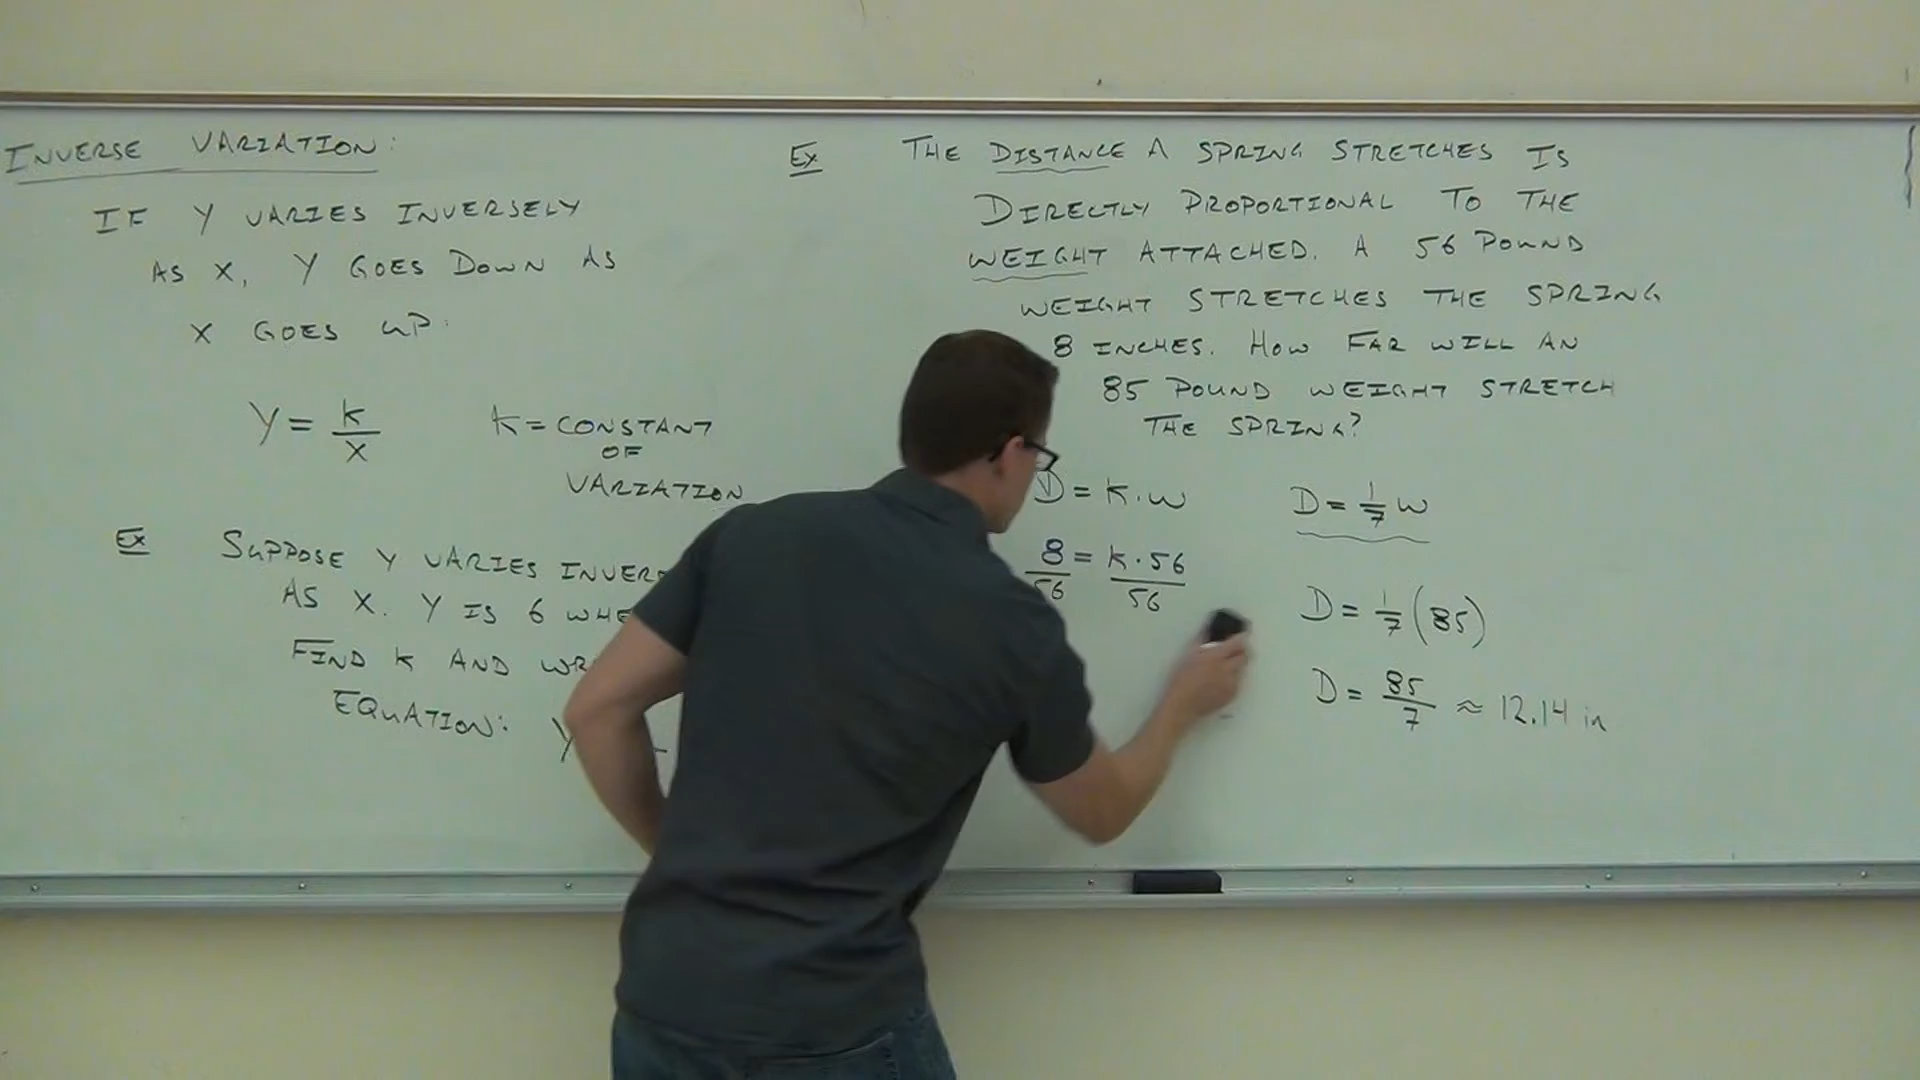 INVERSE VARIATION:
IF Y VARIES INVERSELY
AS X, Y GOES DOWN AS
X GOES UP:
Y = k/x
k = CONSTANT
OF
VARIATION
Ex SUPPOSE Y VARIES
AS X. Y IS 6
FIND k AND
EQUATION: Y
Ex THE DISTANCE A SPRING STRETCHES IS
DIRECTLY PROPORTIONAL TO THE
WEIGHT ATTACHED. A 56 POUND
WEIGHT STRETCHES THE SPRING
8 INCHES. HOW FAR WILL AN
85 POUND WEIGHT STRETCH
THE SPRING?
D = k·w
8/56 = k·56/56
D = 1/7 w
D = 1/7 (85)
D = 85/7 ≈ 12.14 in